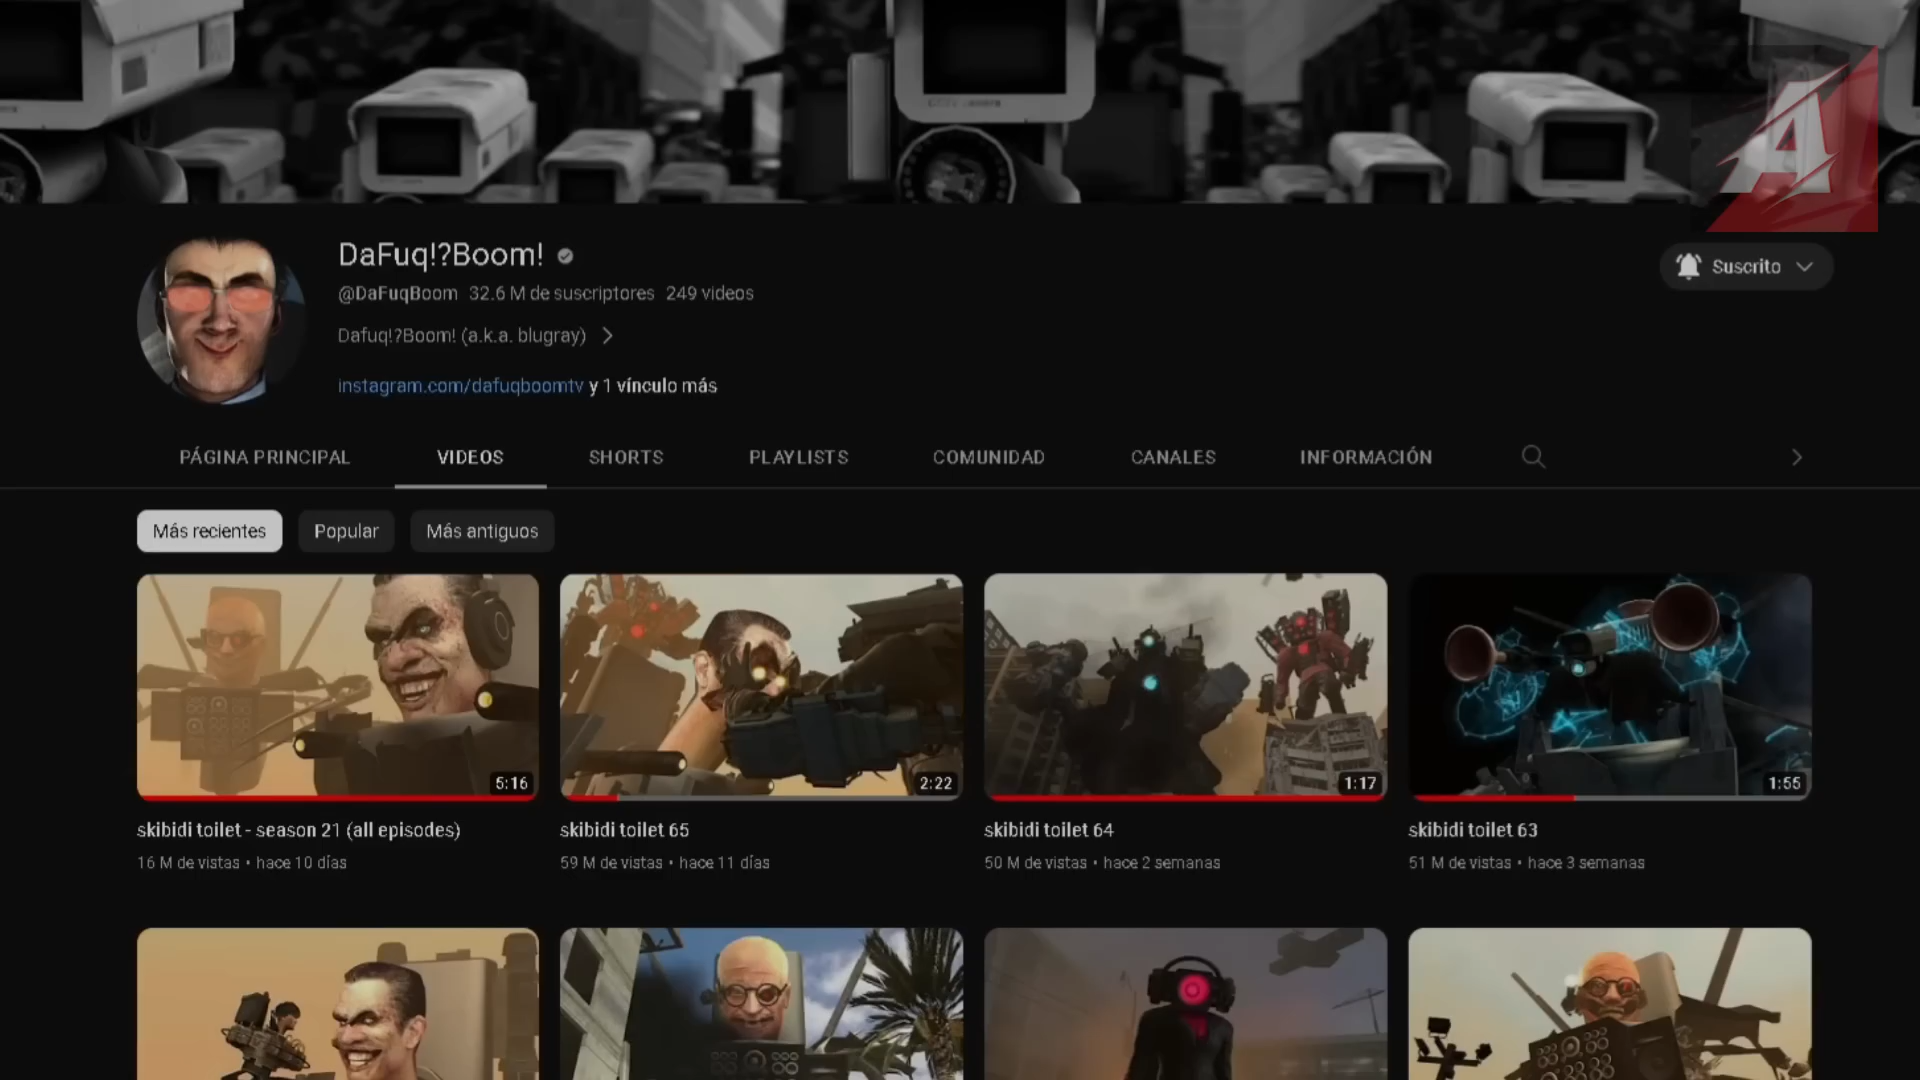 DaFuq!?Boom!
@DaFuqBoom 32.6 M de suscriptores 249 videos
Dafuq!?Boom! (a.k.a. blugray)
instagram.com/dafuqboomtv y 1 vínculo más
Suscrito
PÁGINA PRINCIPAL VIDEOS SHORTS PLAYLISTS COMUNIDAD CANALES INFORMACIÓN
Más recientes Popular Más antiguos
5:16 2:22 1:17 1:55
skibidi toilet - season 21 (all episodes) skibidi toilet 65 skibidi toilet 64 skibidi toilet 63
16 M de vistas • hace 10 días 59 M de vistas • hace 11 días 50 M de vistas • hace 2 semanas 51 M de vistas • hace 3 semanas
A